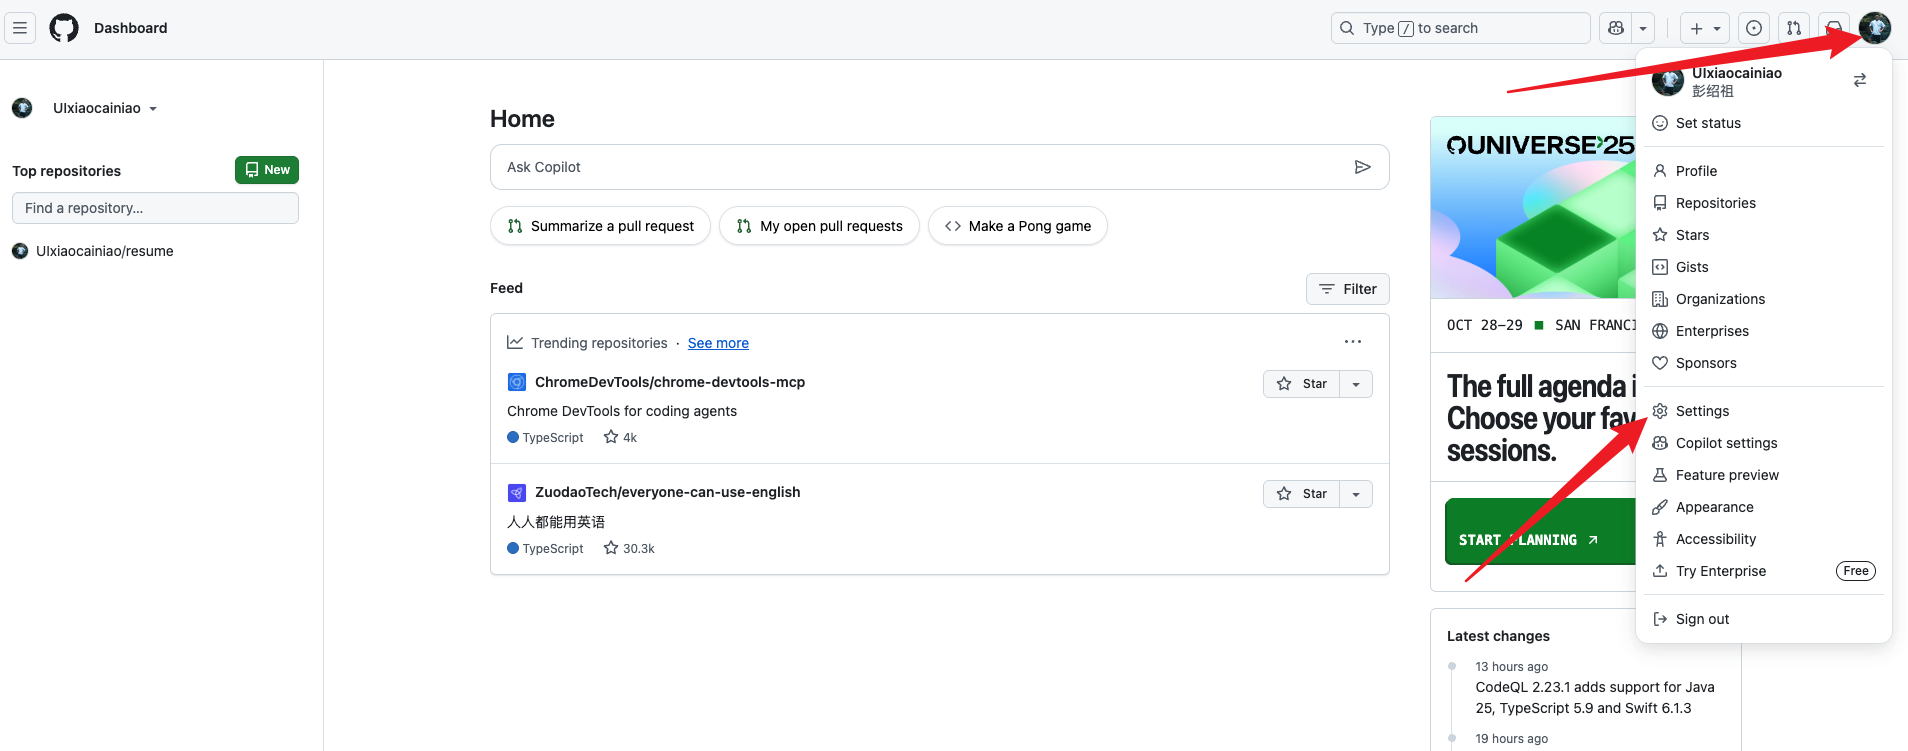 Dashboard
Type / to search
UIxiaocainiao
Top repositories
New
Find a repository...
UIxiaocainiao/resume
Home
Ask Copilot
Summarize a pull request
My open pull requests
Make a Pong game
Feed
Filter
Trending repositories · See more
ChromeDevTools/chrome-devtools-mcp
Star
Chrome DevTools for coding agents
TypeScript 4k
ZuodaoTech/everyone-can-use-english
Star
人人都能用英语
TypeScript 30.3k
UNIVERSE'25
OCT 28–29 SAN FRANCI
The full agenda i
Choose your fav
sessions.
START PLANNING
Latest changes
13 hours ago
CodeQL 2.23.1 adds support for Java
25, TypeScript 5.9 and Swift 6.1.3
19 hours ago
UIxiaocainiao
彭绍祖
Set status
Profile
Repositories
Stars
Gists
Organizations
Enterprises
Sponsors
Settings
Copilot settings
Feature preview
Appearance
Accessibility
Try Enterprise Free
Sign out